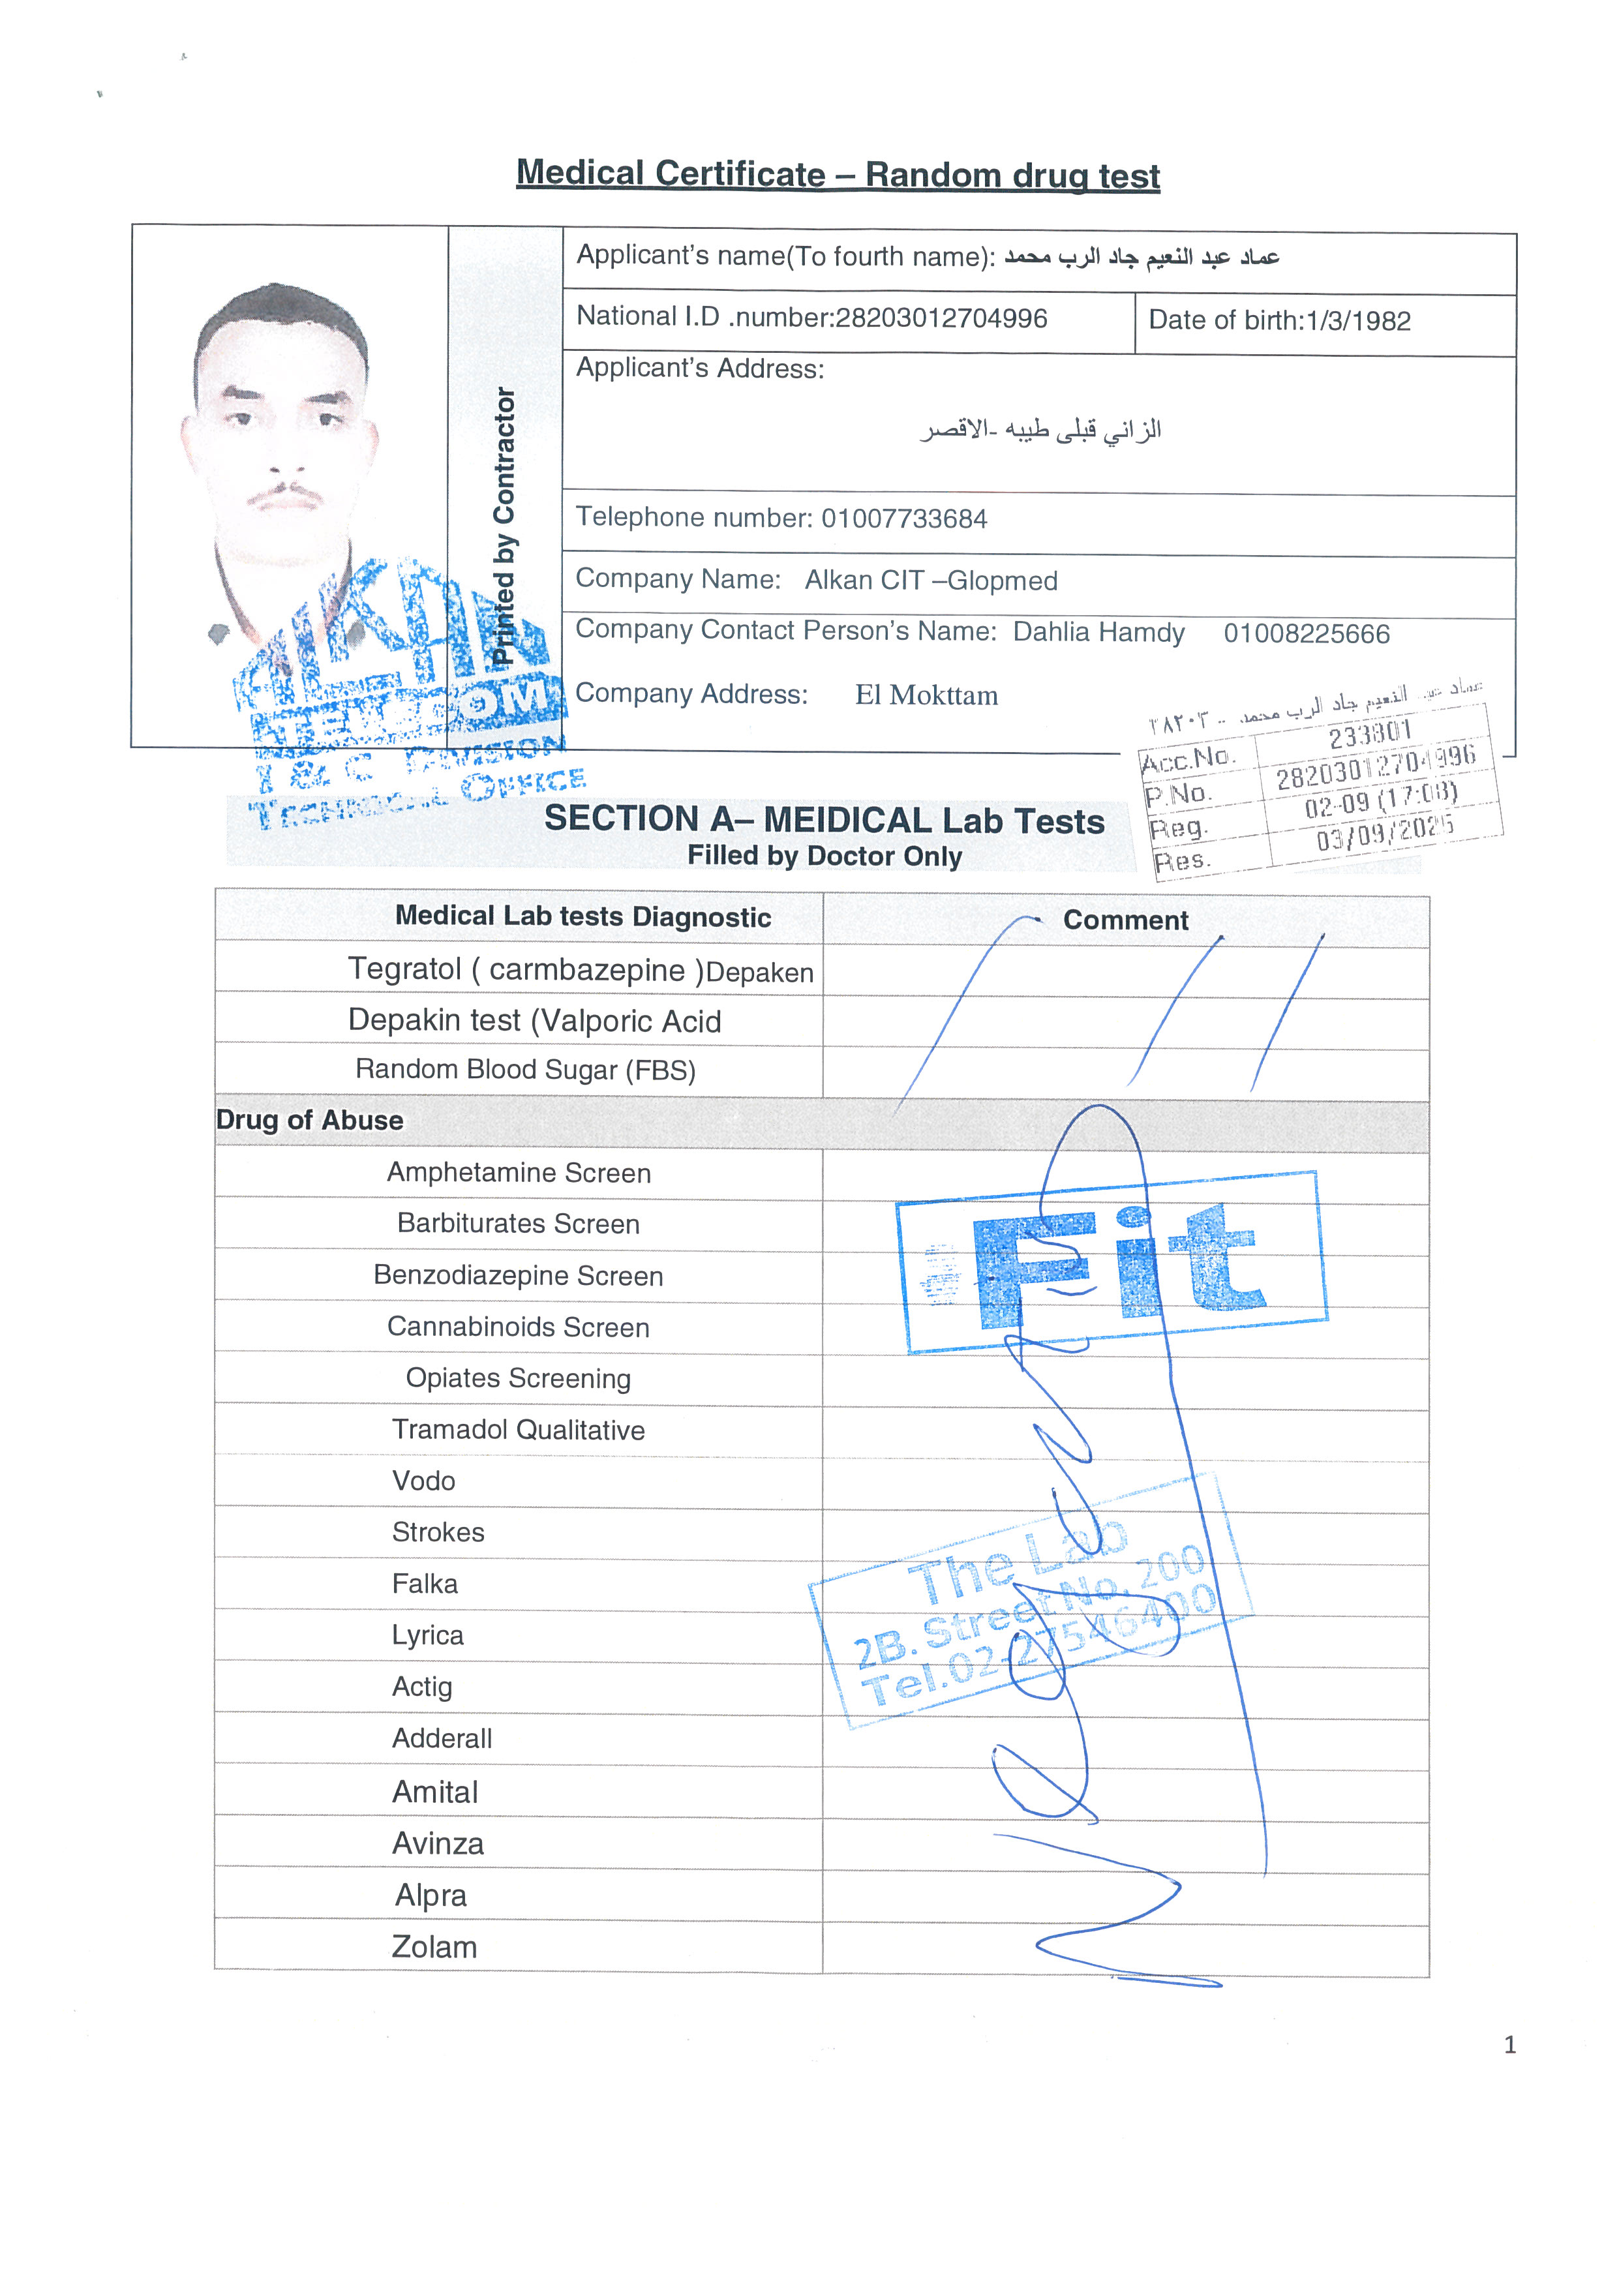 Medical Certificate – Random drug test
Printed by Contractor
Applicant's name(To fourth name): عماد عبد النعيم جاد الرب محمد
National I.D .number:28203012704996
Date of birth:1/3/1982
Applicant's Address:
الزاني قبلى طيبه -الاقصر
Telephone number: 01007733684
Company Name: Alkan CIT –Glopmed
Company Contact Person's Name: Dahlia Hamdy 01008225666
Company Address: El Mokttam
ALKAN
TELECOM
T & C DIVISION
TECHNICAL OFFICE
عماد عبد النعيم جاد الرب محمد
Acc.No. 233801
P.No. 28203012704996
Reg. 02-09 (17:08)
Res. 03/09/2025
SECTION A– MEIDICAL Lab Tests
Filled by Doctor Only
Medical Lab tests Diagnostic Comment
Tegratol ( carmbazepine )Depaken
Depakin test (Valporic Acid
Random Blood Sugar (FBS)
Drug of Abuse
Amphetamine Screen
Barbiturates Screen
Benzodiazepine Screen
Cannabinoids Screen
Opiates Screening
Tramadol Qualitative
Vodo
Strokes
Falka
Lyrica
Actig
Adderall
Amital
Avinza
Alpra
Zolam
Fit
The Lab
2B. Street No. 200
Tel.02-27546400
1